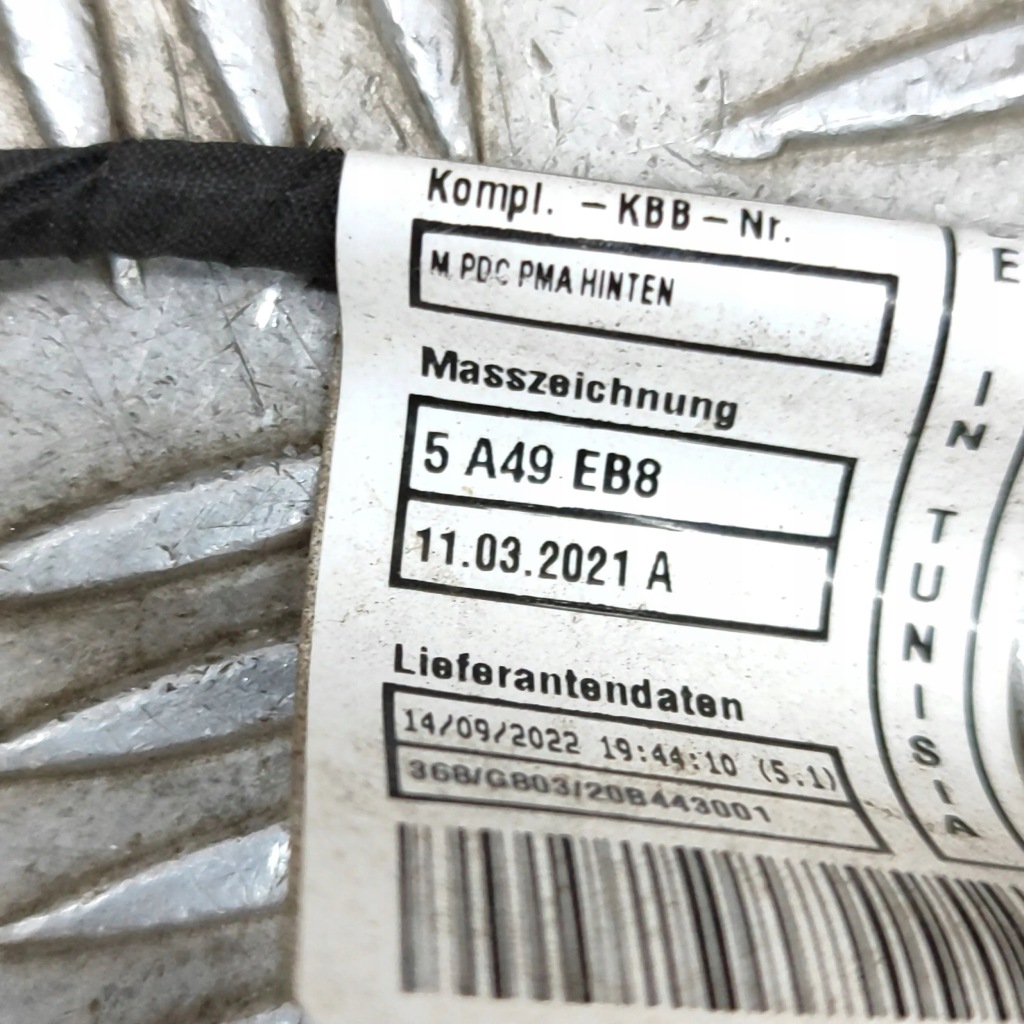 Kompl. - KBB - Nr.
M PDC PMA HINTEN
Masszeichnung
5 A49 EB8
11.03.2021 A
Lieferantendaten
14/09/2022 19:44:10 (5.1)
368/G803/20B443001
E
IN TUNISIA